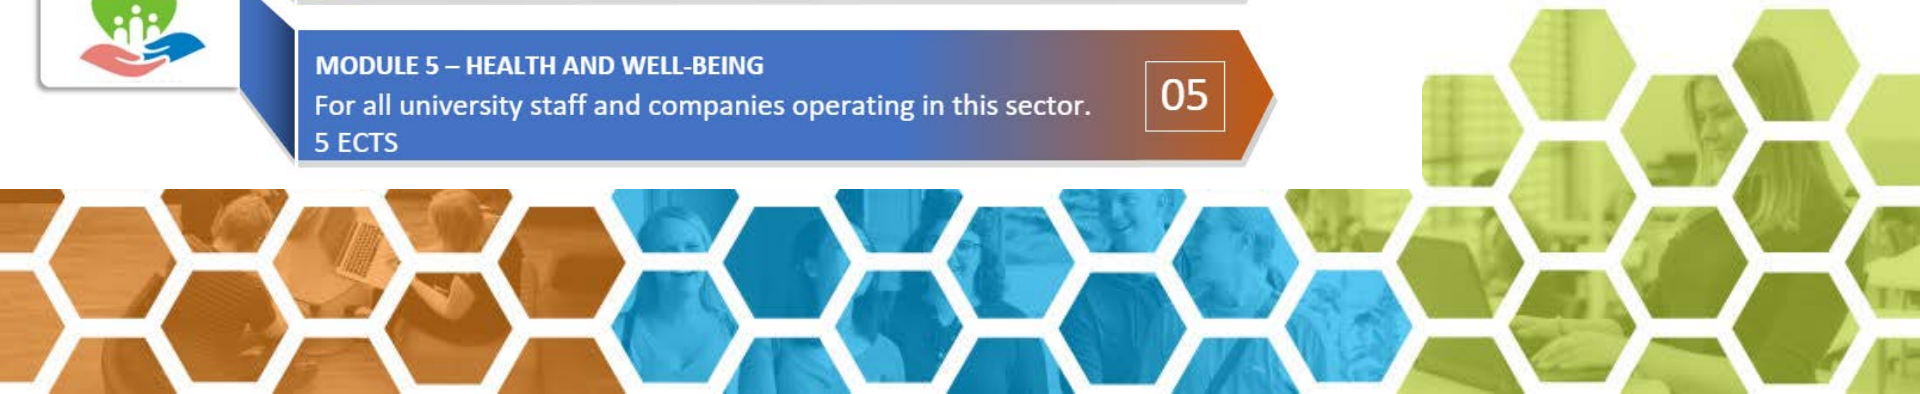 MODULE 5 – HEALTH AND WELL-BEING
For all university staff and companies operating in this sector.
5 ECTS
05